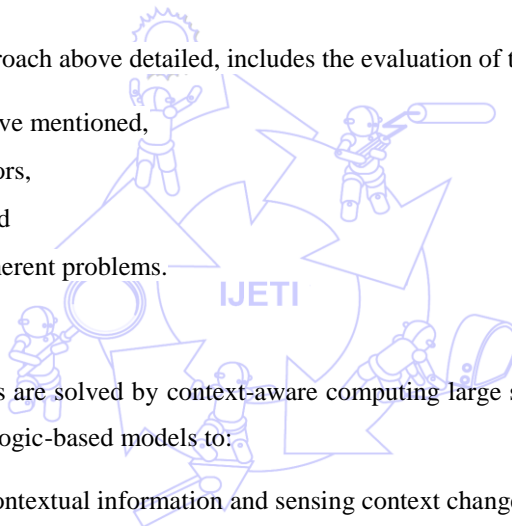 roach above detailed, includes the evaluation of t
ve mentioned,
ors,
d
herent problems.
IJETI
s are solved by context-aware computing large s
ogic-based models to:
ontextual information and sensing context change